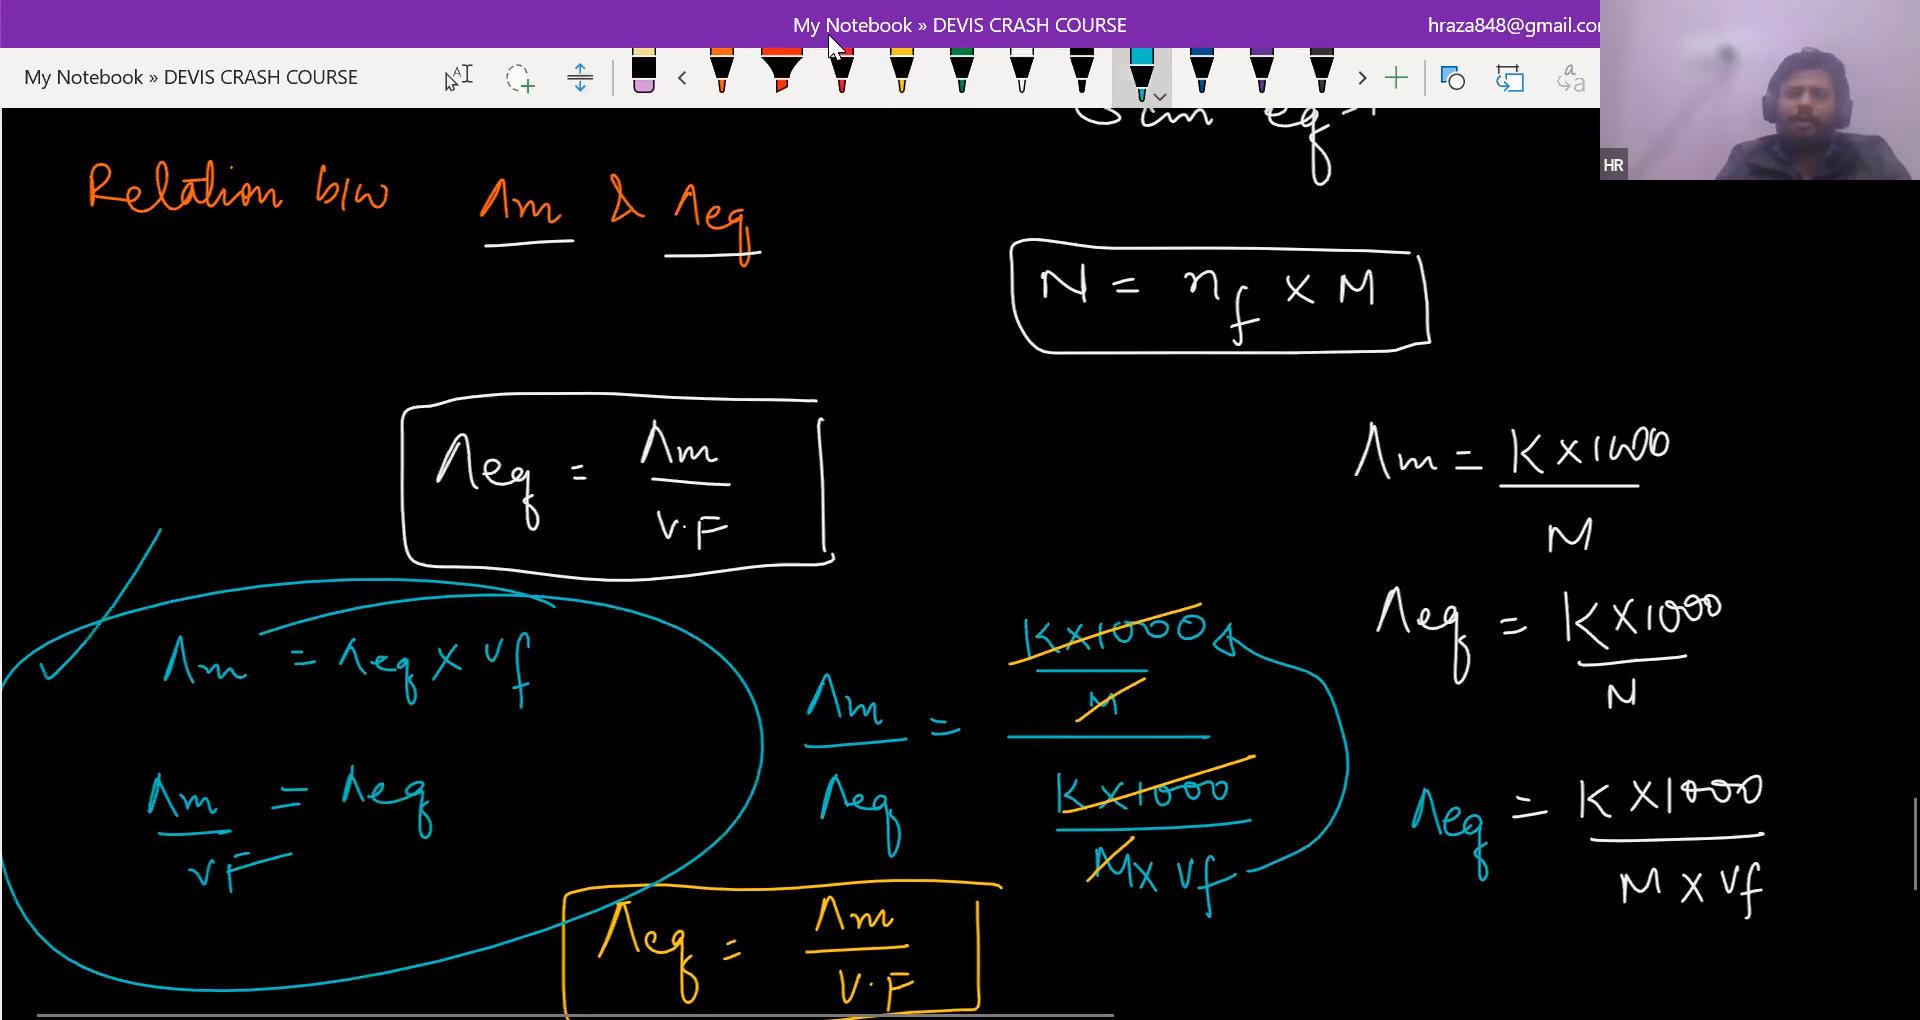 My Notebook » DEVIS CRASH COURSE
hraza848@gmail.co
My Notebook » DEVIS CRASH COURSE
HR
Relation b/w Λm & Λeq
N = nf × M
Λeq = Λm / V.F
Λm = K × 1000 / M
Λeq = K × 1000 / N
Λeq = K × 1000 / M × vf
Λm = Λeq × vf
Λm / VF = Λeq
Λm / Λeq = K × 1000 / M / K × 1000 / M × vf
Λeq = Λm / V.F